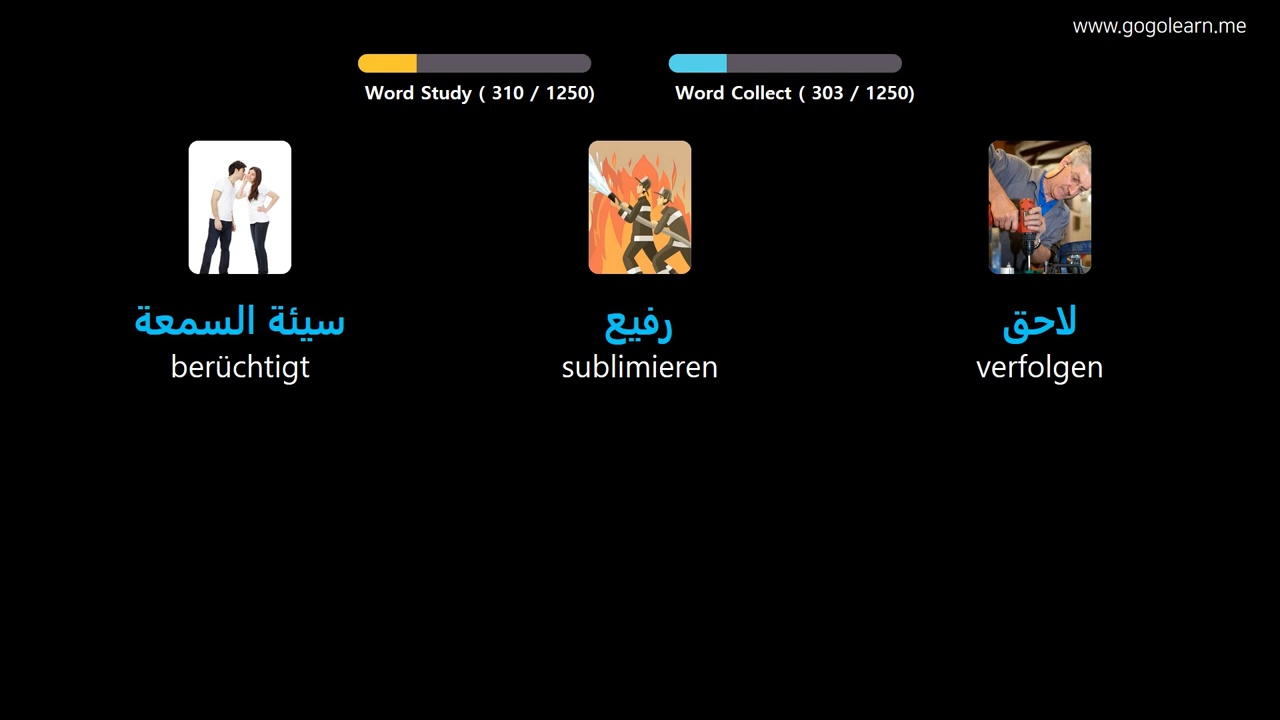 www.gogolearn.me
Word Study ( 310 / 1250)
Word Collect ( 303 / 1250)
سيئة السمعة
berüchtigt
رفيع
sublimieren
لاحق
verfolgen